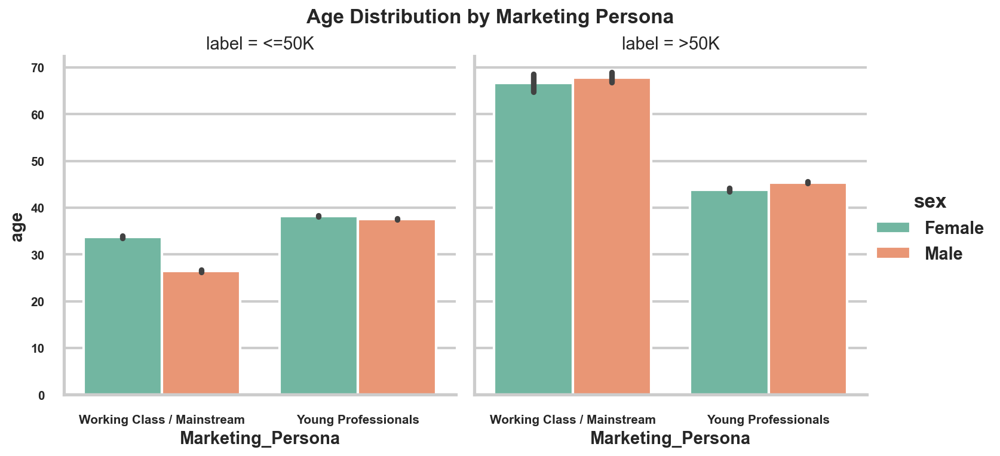 Age Distribution by Marketing Persona
label = <=50K
label = >50K
70
60
50
40
30
20
10
0
age
Working Class / Mainstream
Young Professionals
Working Class / Mainstream
Young Professionals
Marketing_Persona
Marketing_Persona
sex
Female
Male